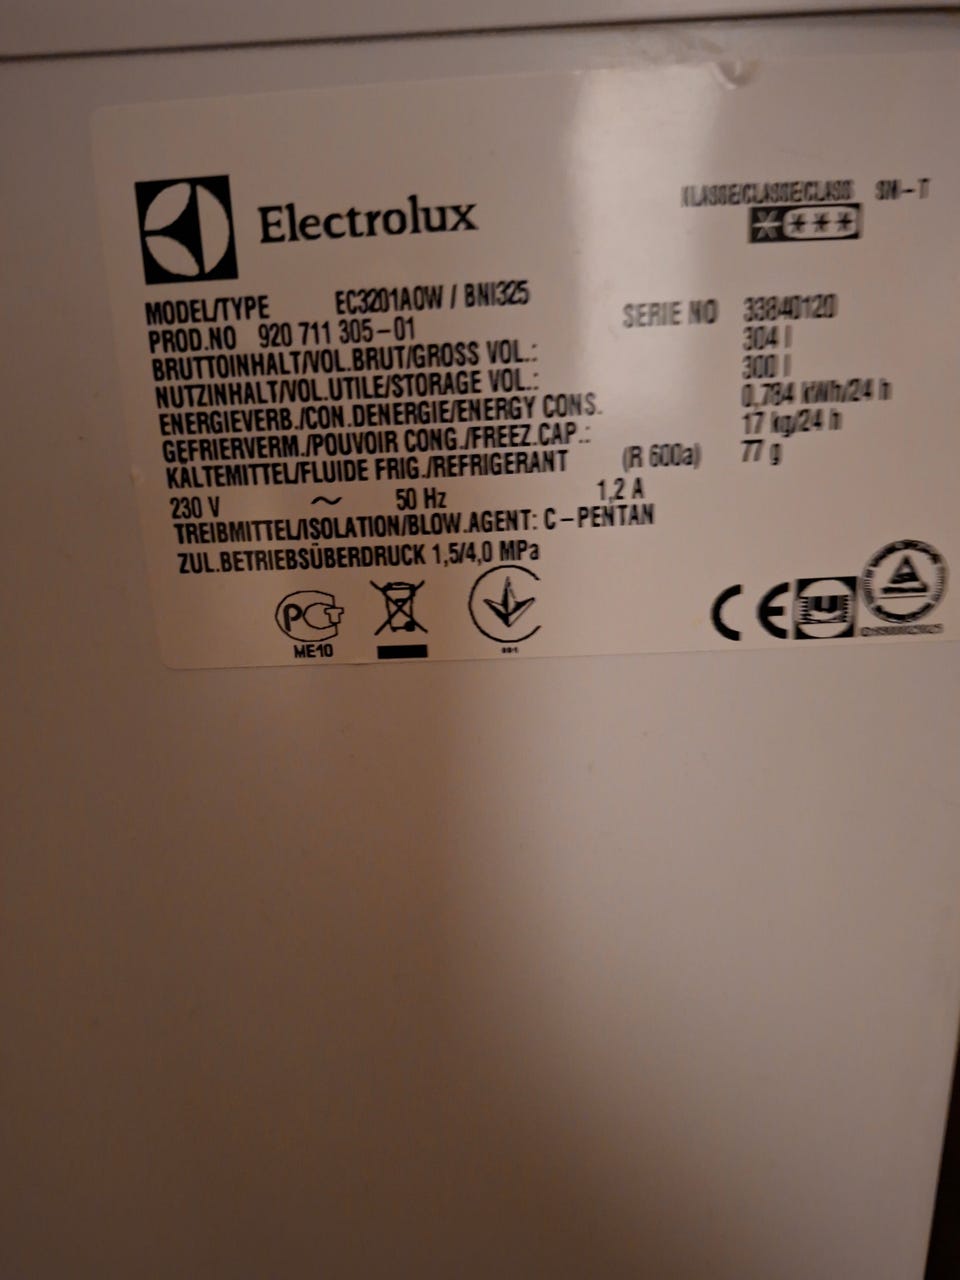 Electrolux
KLASSE/CLASSE/CLASS SN-T
MODEL/TYPE EC3201AOW / BNI325
SERIE NO 33840120
PROD.NO 920 711 305-01
BRUTTOINHALT/VOL.BRUT/GROSS VOL.: 304 l
NUTZINHALT/VOL.UTILE/STORAGE VOL.: 300 l
ENERGIEVERB./CON.DENERGIE/ENERGY CONS. 0,784 kWh/24 h
GEFRIERVERM./POUVOIR CONG./FREEZ.CAP.: 17 kg/24 h
KALTEMITTEL/FLUIDE FRIG./REFRIGERANT (R 600a) 77 g
230 V ~ 50 Hz 1,2 A
TREIBMITTEL/ISOLATION/BLOW.AGENT: C-PENTAN
ZUL.BETRIEBSÜBERDRUCK 1,5/4,0 MPa
РСТ
ME10
CE